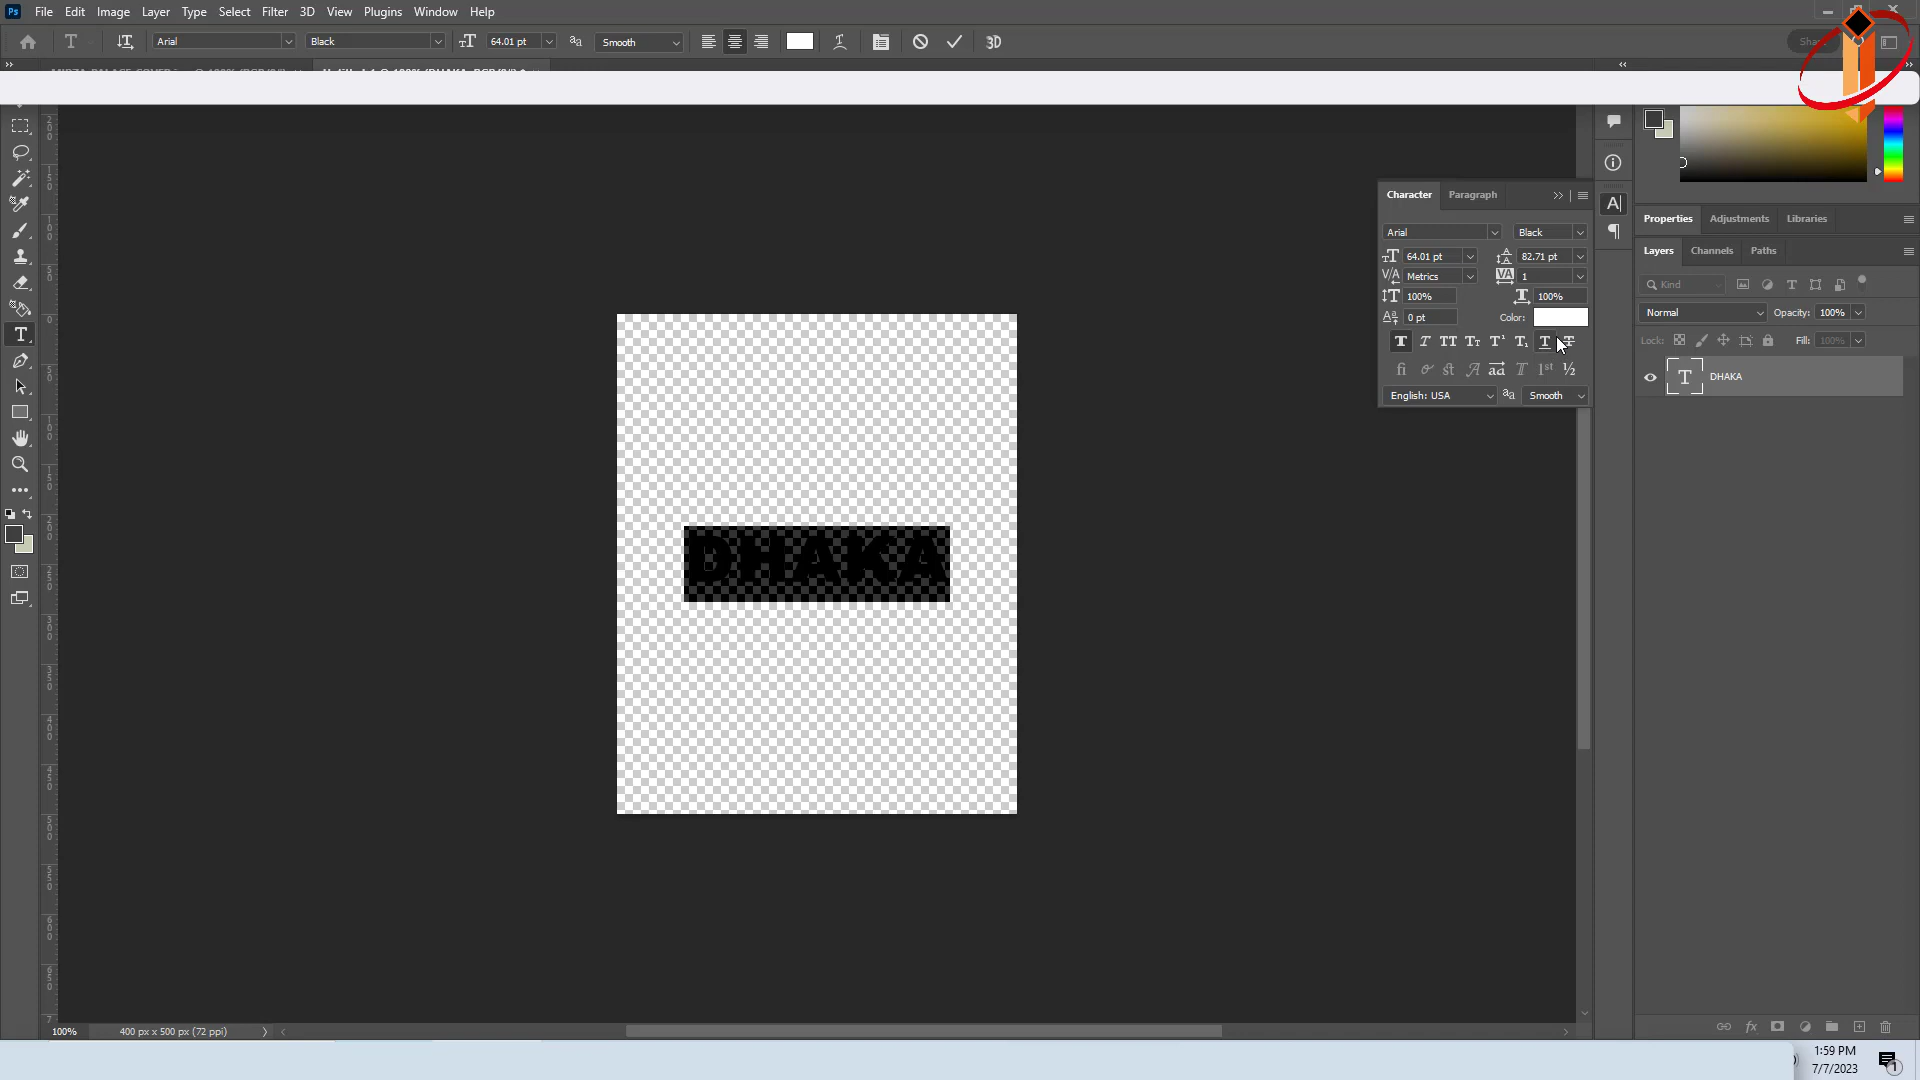 Ps File Edit Image Layer Type Select Filter 3D View Plugins Window Help
Arial Black 64.01 pt Smooth 3D
Character Paragraph
Arial Black
64.01 pt 82.71 pt
Metrics 1
100% 100%
0 pt Color:
English: USA Smooth
Properties Adjustments Libraries
Layers Channels Paths
Kind
Normal Opacity: 100%
Lock: Fill: 100%
DHAKA
DHAKA
100% 400 px x 500 px (72 ppi)
1:59 PM
7/7/2023
1